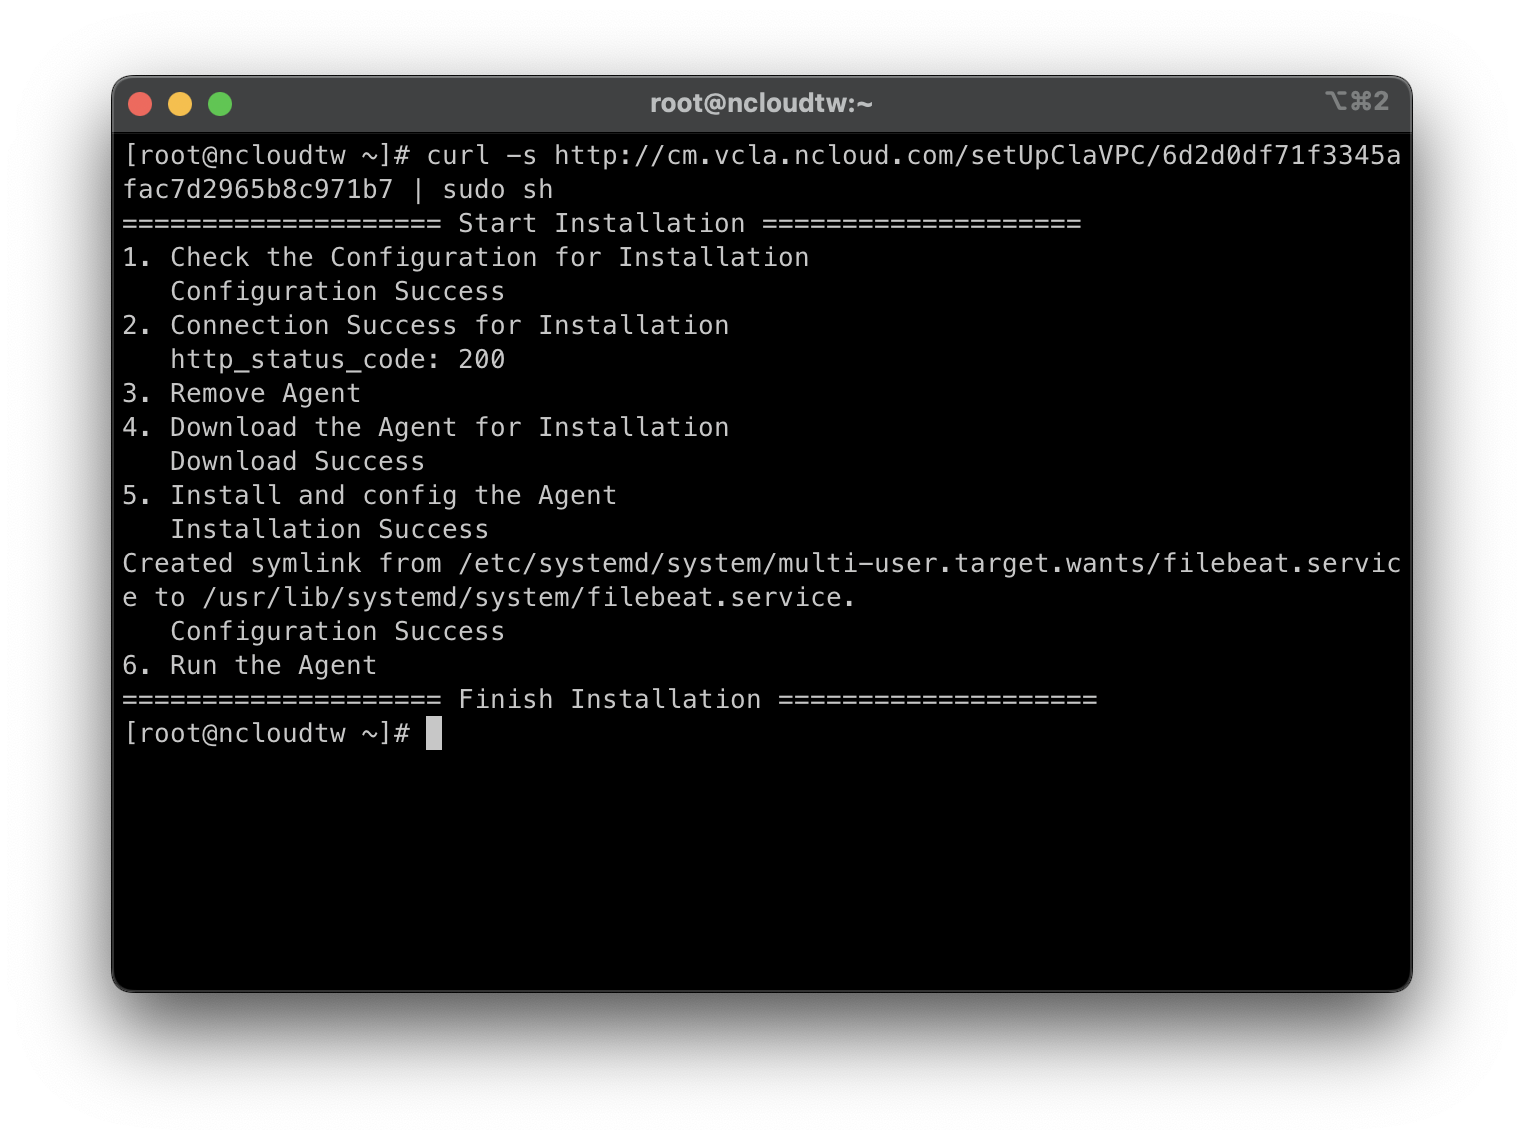 root@ncloudtw:~
⌥⌘2
[root@ncloudtw ~]# curl -s http://cm.vcla.ncloud.com/setUpClaVPC/6d2d0df71f3345a
fac7d2965b8c971b7 | sudo sh
==================== Start Installation ====================
1. Check the Configuration for Installation
   Configuration Success
2. Connection Success for Installation
   http_status_code: 200
3. Remove Agent
4. Download the Agent for Installation
   Download Success
5. Install and config the Agent
   Installation Success
Created symlink from /etc/systemd/system/multi-user.target.wants/filebeat.servic
e to /usr/lib/systemd/system/filebeat.service.
   Configuration Success
6. Run the Agent
==================== Finish Installation ====================
[root@ncloudtw ~]#